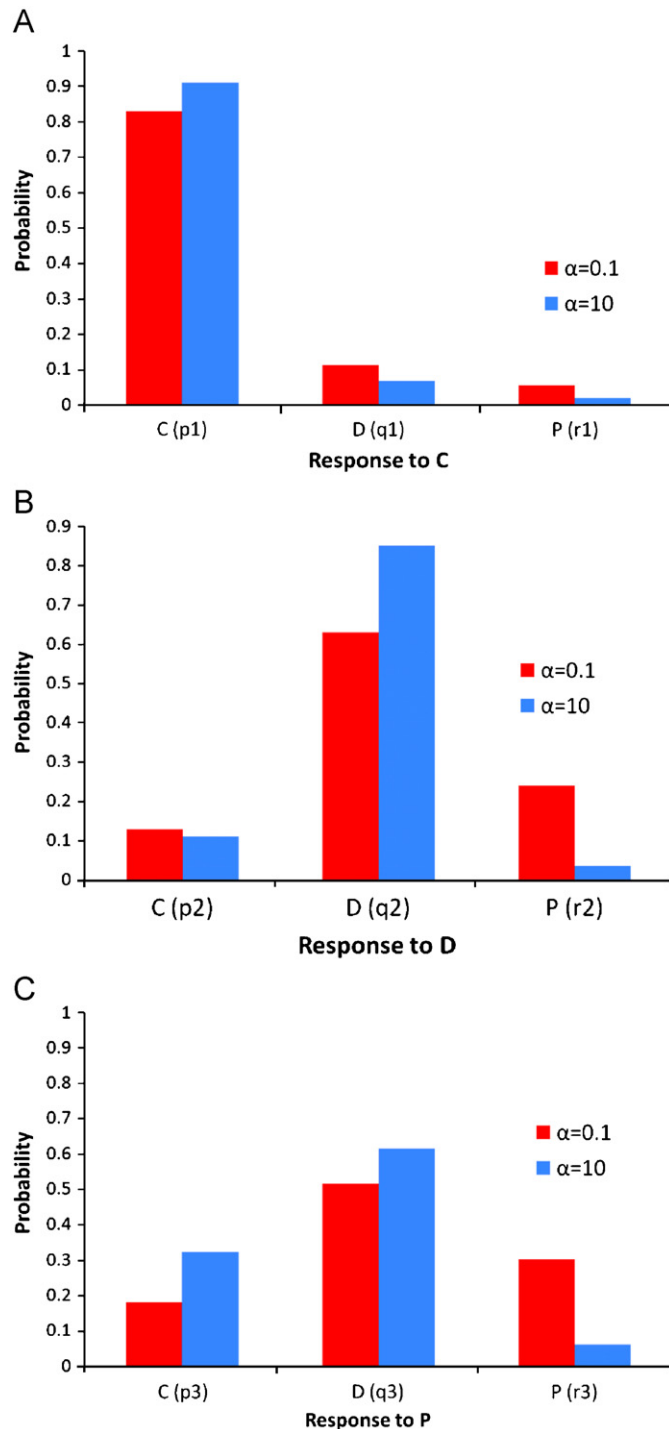 A
Probability
1
0.9
0.8
0.7
0.6
0.5
0.4
0.3
0.2
0.1
0
α=0.1
α=10
C (p1) D (q1) P (r1)
Response to C
B
Probability
0.9
0.8
0.7
0.6
0.5
0.4
0.3
0.2
0.1
0
α=0.1
α=10
C (p2) D (q2) P (r2)
Response to D
C
Probability
1
0.9
0.8
0.7
0.6
0.5
0.4
0.3
0.2
0.1
0
α=0.1
α=10
C (p3) D (q3) P (r3)
Response to P